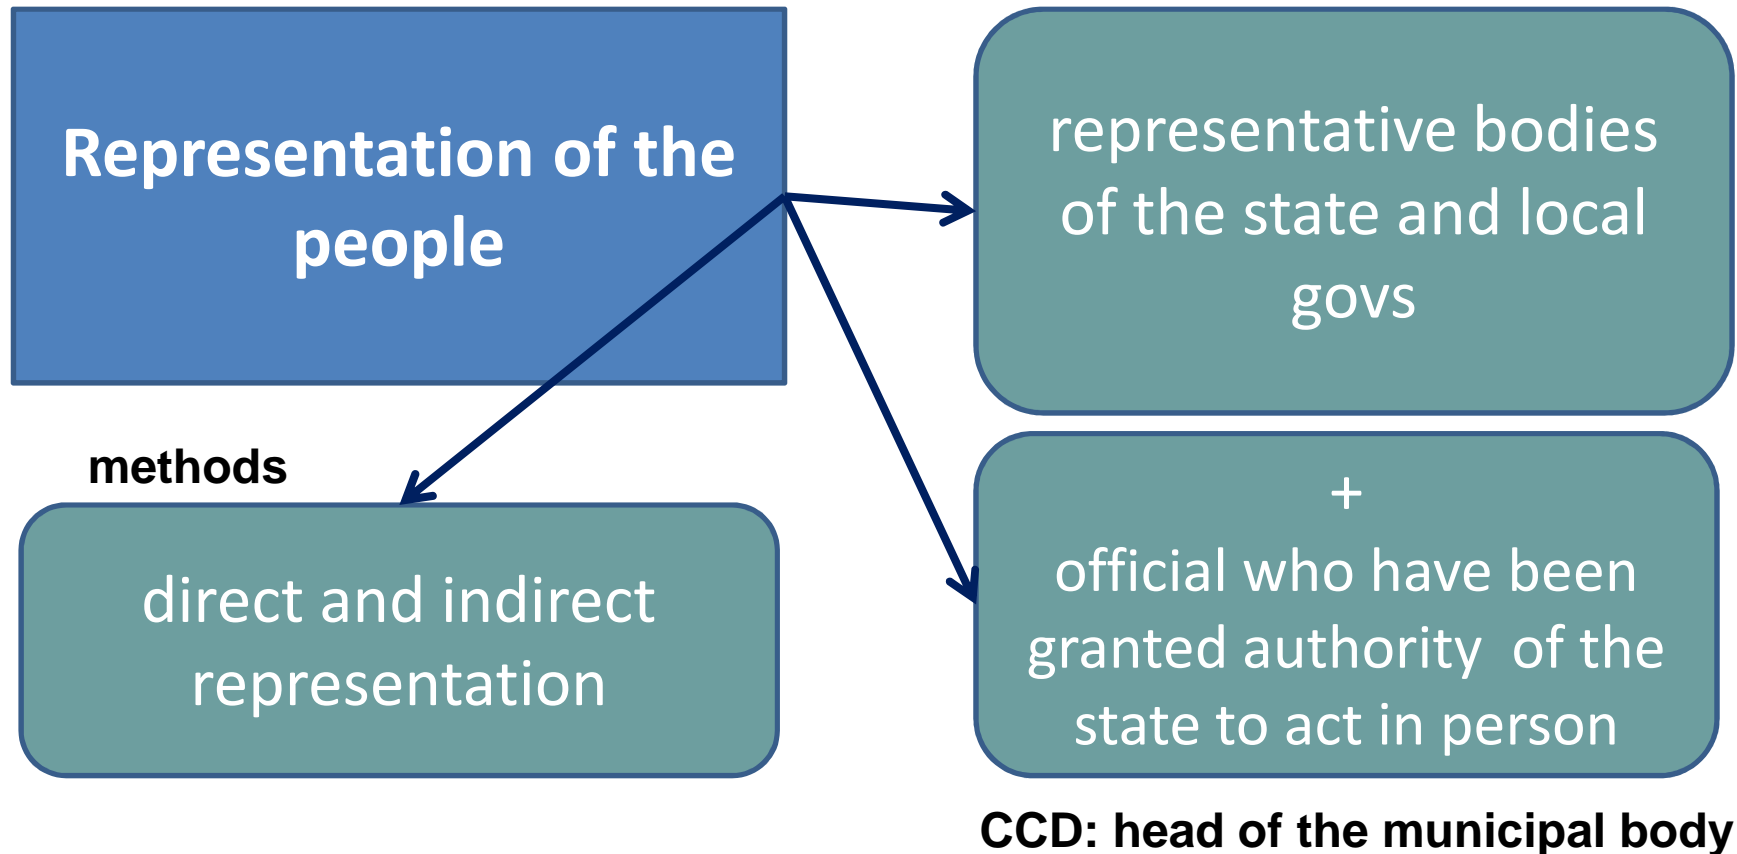 Representation of the
people
representative bodies
of the state and local
govs
methods
direct and indirect
representation
+
official who have been
granted authority  of the
state to act in person
CCD: head of the municipal body